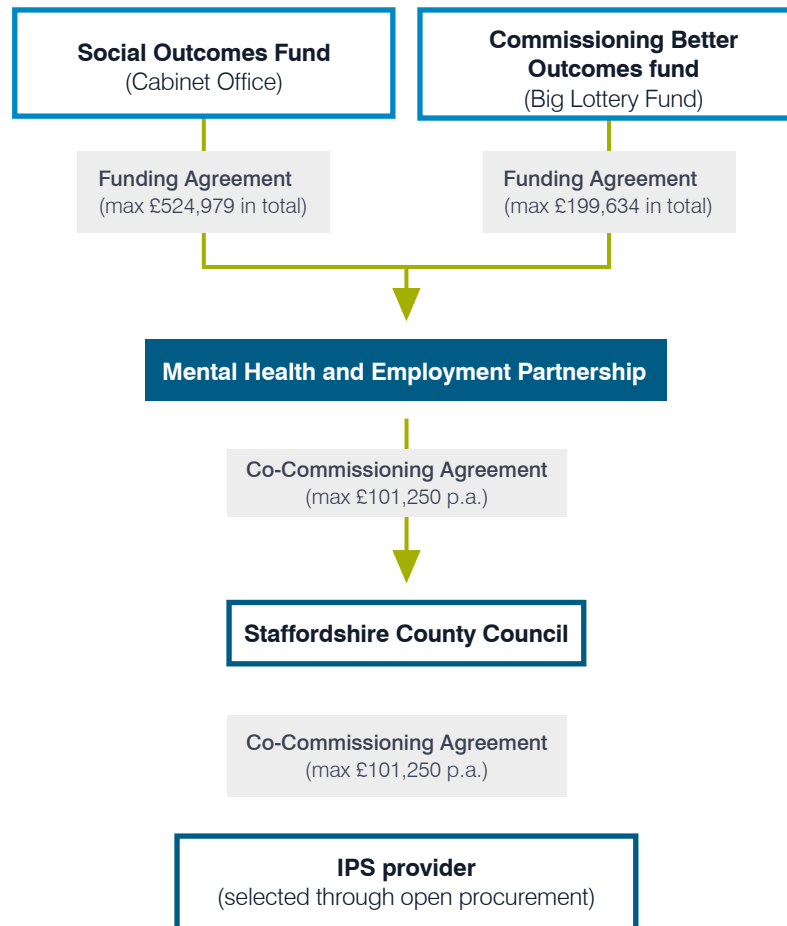 Social Outcomes Fund
(Cabinet Office)
Commissioning Better
Outcomes fund
(Big Lottery Fund)
Funding Agreement
(max £524,979 in total)
Funding Agreement
(max £199,634 in total)
Mental Health and Employment Partnership
Co-Commissioning Agreement
(max £101,250 p.a.)
Staffordshire County Council
Co-Commissioning Agreement
(max £101,250 p.a.)
IPS provider
(selected through open procurement)